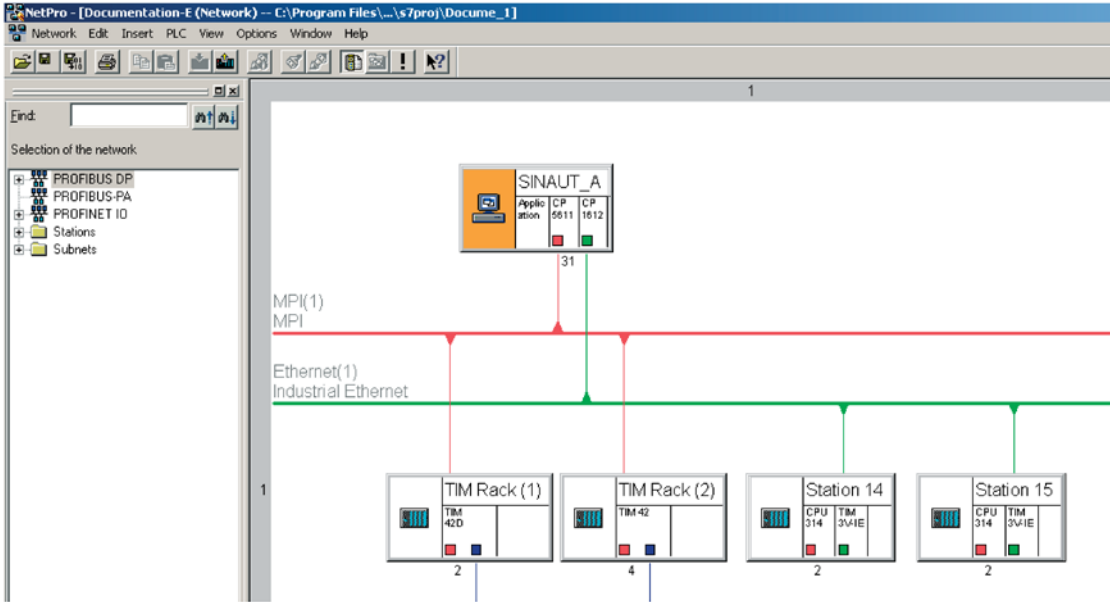 NetPro - [Documentation-E (Network) -- C:\Program Files\...\s7proj\Docume_1]
Network Edit Insert PLC View Options Window Help
Find:
Selection of the network
PROFIBUS DP
PROFIBUS-PA
PROFINET IO
Stations
Subnets
1
SINAUT_A
Applic CP CP
ation 5611 1612
31
MPI(1)
MPI
Ethernet(1)
Industrial Ethernet
1
TIM Rack (1)
TIM
42D
2
TIM Rack (2)
TIM 42
4
Station 14
CPU TIM
314 3V-IE
2
Station 15
CPU TIM
314 3V-IE
2